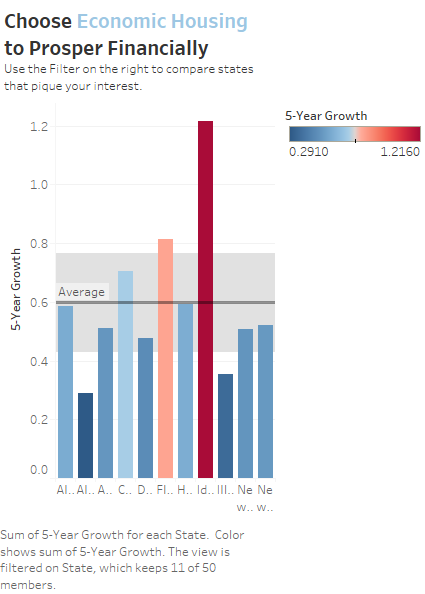 Choose Economic Housing
to Prosper Financially
Use the Filter on the right to compare states
that pique your interest.
5-Year Growth
0.2910 1.2160
5-Year Growth
1.2
1.0
0.8
0.6
0.4
0.2
0.0
Average
Al.. Al.. A.. C.. D.. Fl.. H.. Id.. Ill.. Ne Ne
w.. w..
Sum of 5-Year Growth for each State. Color
shows sum of 5-Year Growth. The view is
filtered on State, which keeps 11 of 50
members.